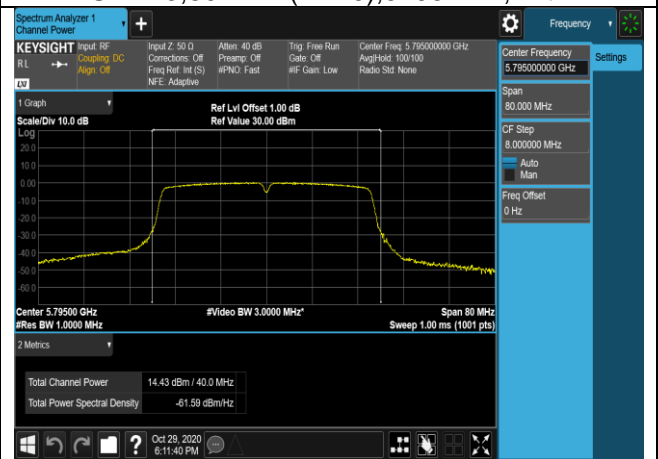 Spectrum Analyzer 1
Channel Power
Frequency
KEYSIGHT
RL
LXI
Input: RF
Coupling: DC
Align: Off
Input Z: 50 Ω
Corrections: Off
Freq Ref: Int (S)
NFE: Adaptive
Atten: 40 dB
Preamp: Off
#PNO: Fast
Trig: Free Run
Gate: Off
#IF Gain: Low
Center Freq: 5.795000000 GHz
Avg|Hold: 100/100
Radio Std: None
Center Frequency
5.795000000 GHz
Settings
Span
80.000 MHz
CF Step
8.000000 MHz
Auto
Man
Freq Offset
0 Hz
1 Graph
Scale/Div 10.0 dB
Ref Lvl Offset 1.00 dB
Ref Value 30.00 dBm
Log
20.0
10.0
0.00
-10.0
-20.0
-30.0
-40.0
-50.0
-60.0
Center 5.79500 GHz
#Res BW 1.0000 MHz
#Video BW 3.0000 MHz*
Span 80 MHz
Sweep 1.00 ms (1001 pts)
2 Metrics
Total Channel Power 14.43 dBm / 40.0 MHz
Total Power Spectral Density -61.59 dBm/Hz
Oct 29, 2020
6:11:40 PM